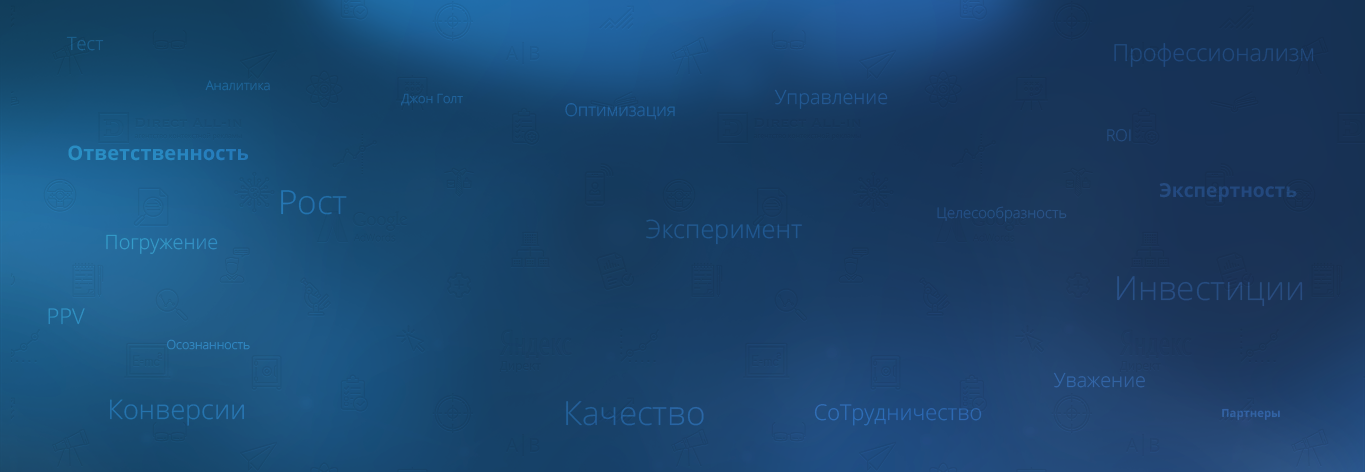 Тест
Профессионализм
Аналитика
Джон Голт
Оптимизация
Управление
ROI
Ответственность
Экспертность
Рост
Целесообразность
Эксперимент
Погружение
Инвестиции
PPV
Осознанность
Уважение
Конверсии
Качество
СоТрудничество
Партнеры